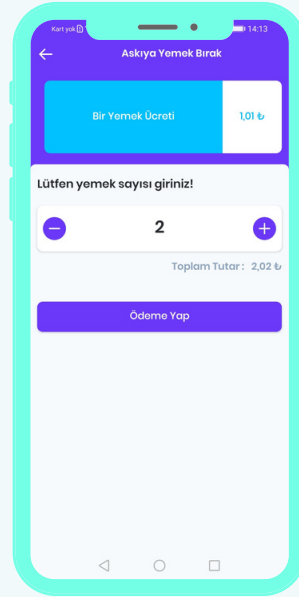 Kart yok 14:13
Askıya Yemek Bırak
Bir Yemek Ücreti 1,01 ₺
Lütfen yemek sayısı giriniz!
2
Toplam Tutar : 2,02 ₺
Ödeme Yap